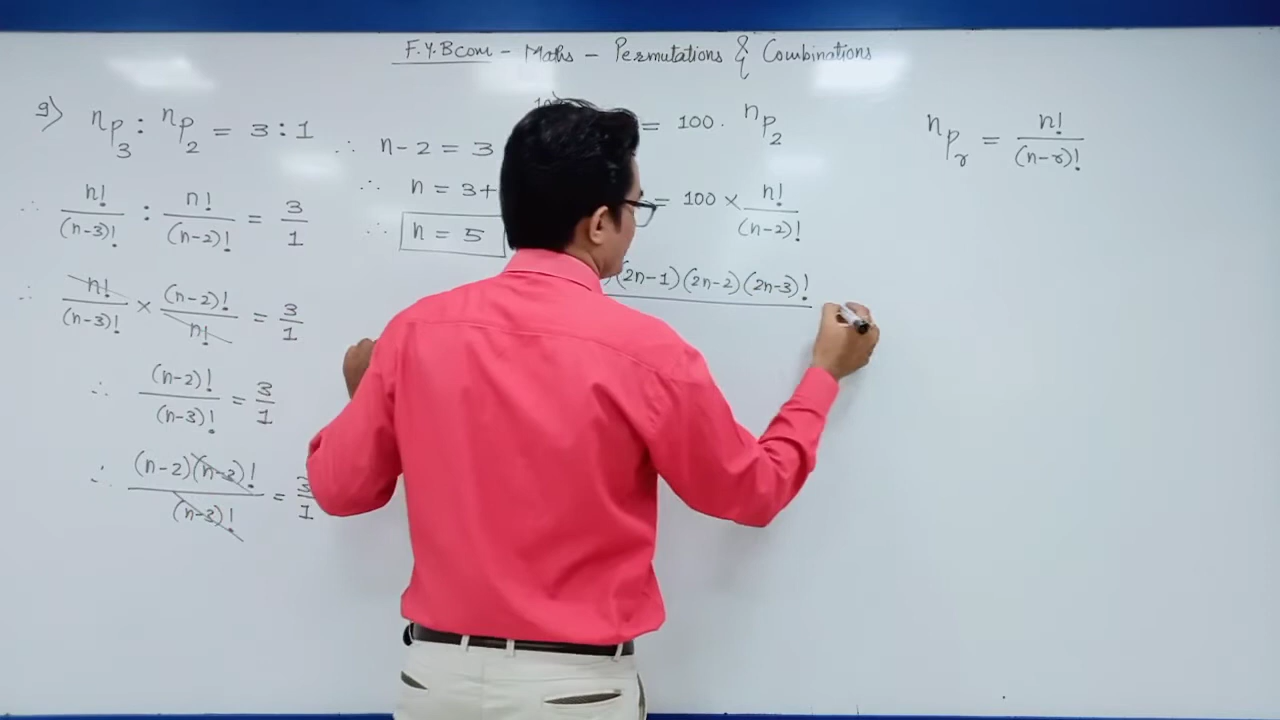 F.Y.BCom - Maths - Permutations & Combinations
9) nP3 : nP2 = 3 : 1
∴ n!/(n-3)! : n!/(n-2)! = 3/1
∴ n!/(n-3)! × (n-2)!/n! = 3/1
∴ (n-2)!/(n-3)! = 3/1
∴ (n-2)(n-3)!/(n-3)! = 3/1
∴ n-2 = 3
∴ n = 3+
∴ n = 5
= 100. nP2
= 100 × n!/(n-2)!
(2n-1)(2n-2)(2n-3)!
nPr = n!/(n-r)!